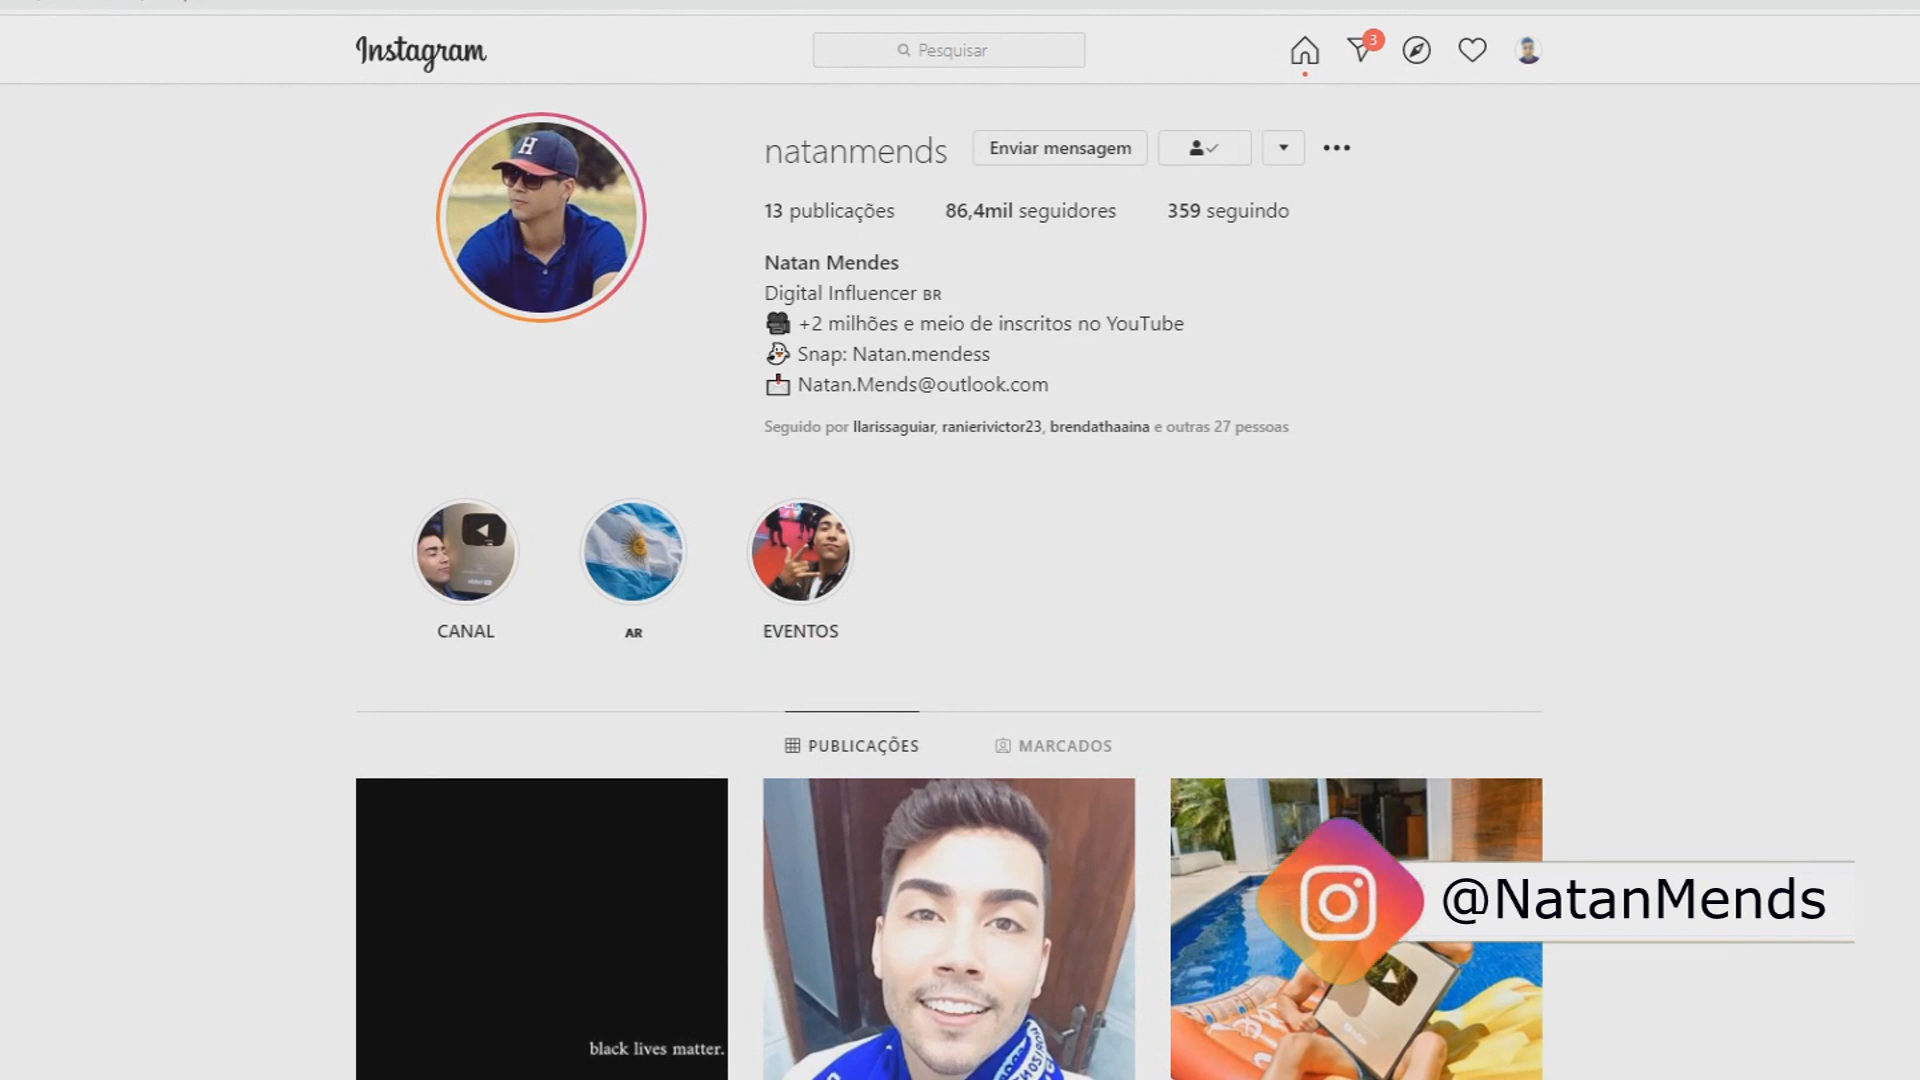 Instagram
Pesquisar
3
natanmends
Enviar mensagem
13 publicações 86,4mil seguidores 359 seguindo
Natan Mendes
Digital Influencer BR
+2 milhões e meio de inscritos no YouTube
Snap: Natan.mendess
Natan.Mends@outlook.com
Seguido por llarissaguiar, ranierivictor23, brendathaaina e outras 27 pessoas
H
CANAL
AR
EVENTOS
PUBLICAÇÕES
MARCADOS
@NatanMends
black lives matter.